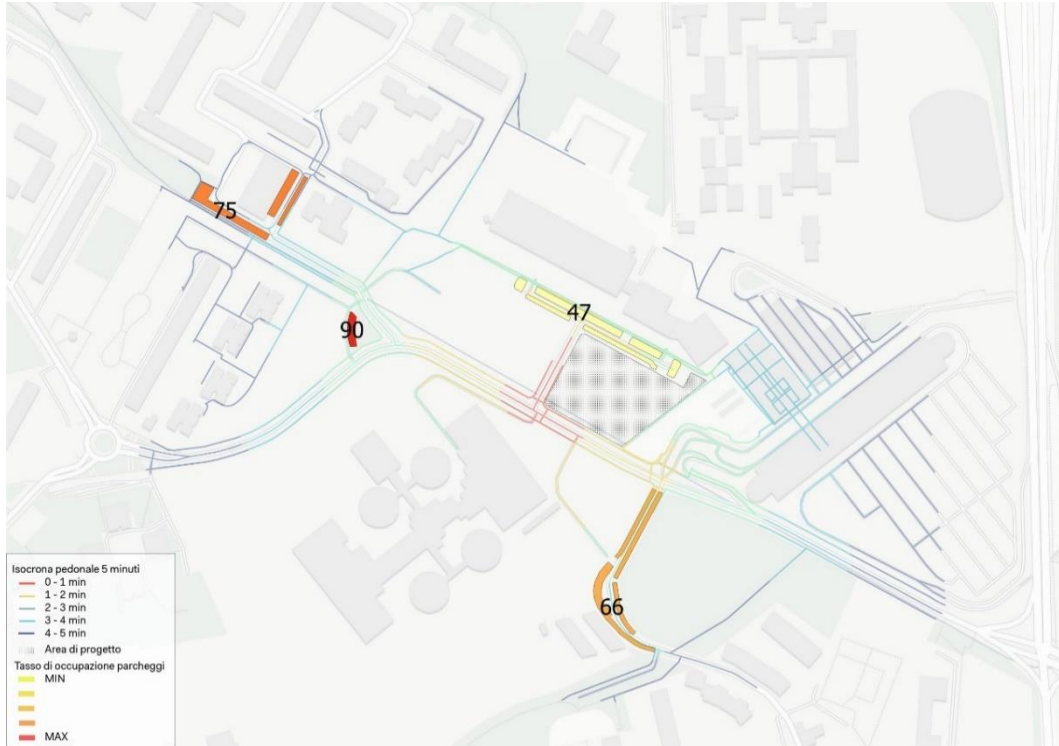 75
47
90
66
Isocrona pedonale 5 minuti
0 - 1 min
1 - 2 min
2 - 3 min
3 - 4 min
4 - 5 min
Area di progetto
Tasso di occupazione parcheggi
MIN
MAX